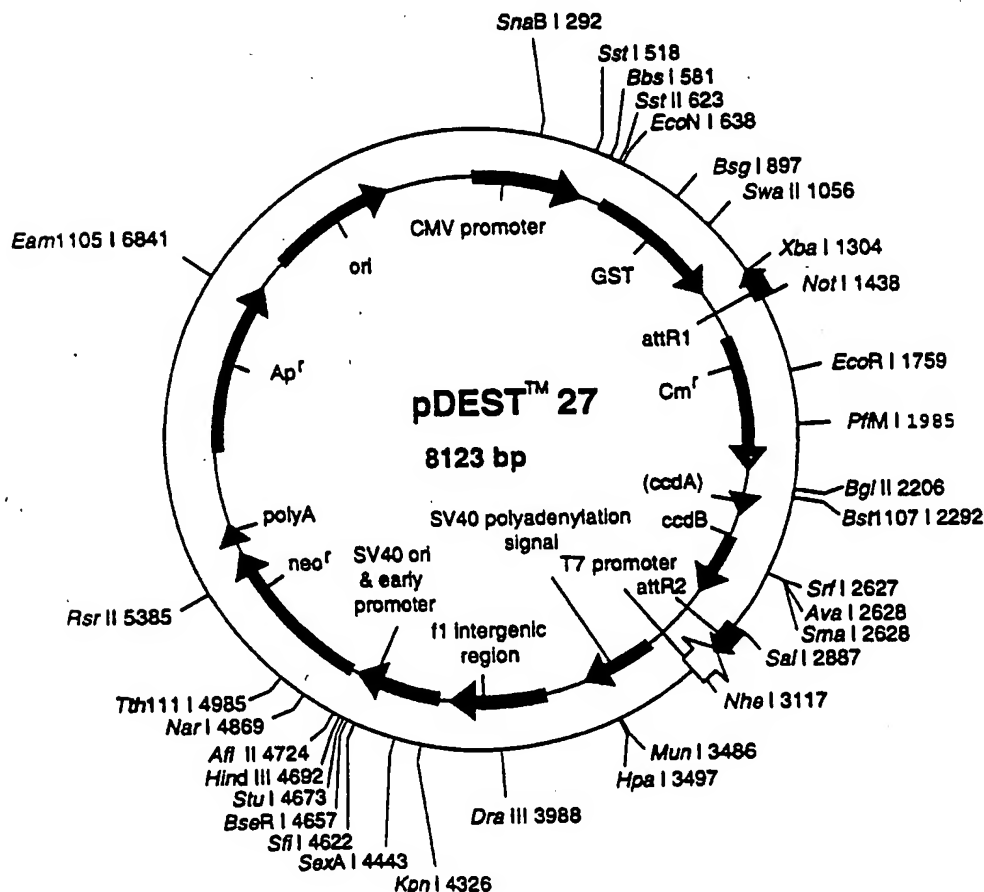 SnaB I 292
Sst I 518
Bbs I 581
Sst II 623
EcoN I 638
Bsg I 897
Swa II 1056
Xba I 1304
Not I 1438
EcoR I 1759
PflM I 1985
Bgl II 2206
Bst1107 I 2292
Srf I 2627
Ava I 2628
Sma I 2628
Sal I 2887
Nhe I 3117
Mun I 3486
Hpa I 3497
Dra III 3988
Kpn I 4326
SexA I 4443
Sfi I 4622
BseR I 4657
Stu I 4673
Hind III 4692
Afl II 4724
Nar I 4869
Tth111 I 4985
Rsr II 5385
Eam1105 I 6841
CMV promoter
GST
attR1
Cmr
(ccdA)
ccdB
attR2
T7 promoter
SV40 polyadenylation
signal
f1 intergenic
region
SV40 ori
& early
promoter
neor
polyA
Apr
ori
pDEST™ 27
8123 bp